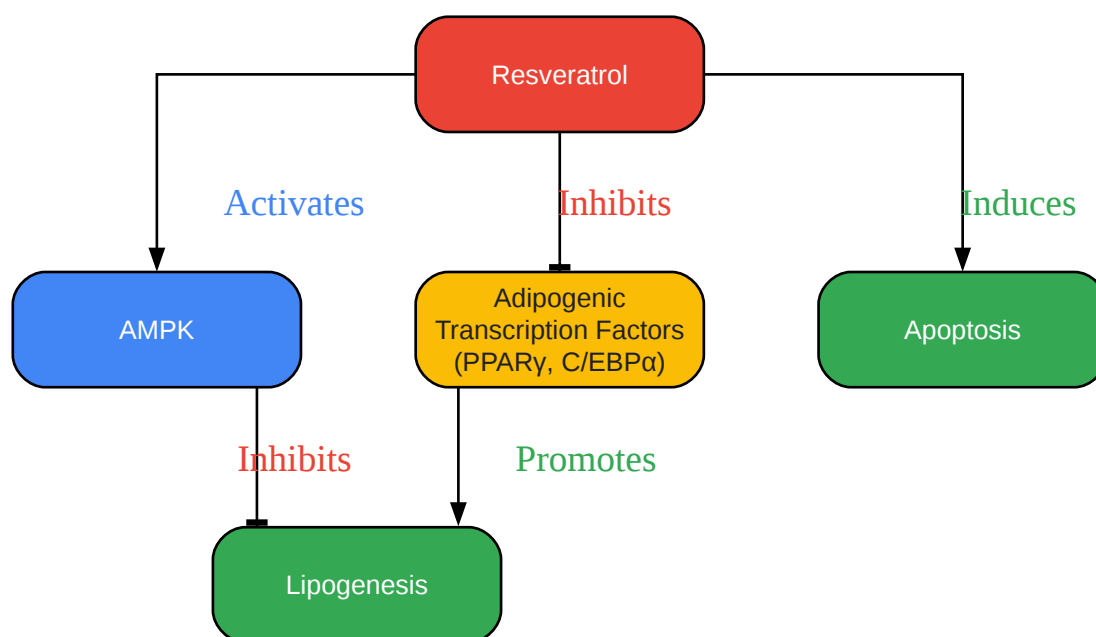 Resveratrol
Activates
Inhibits
Induces
AMPK
Adipogenic
Transcription Factors
(PPARγ, C/EBPα)
Apoptosis
Inhibits
Promotes
Lipogenesis